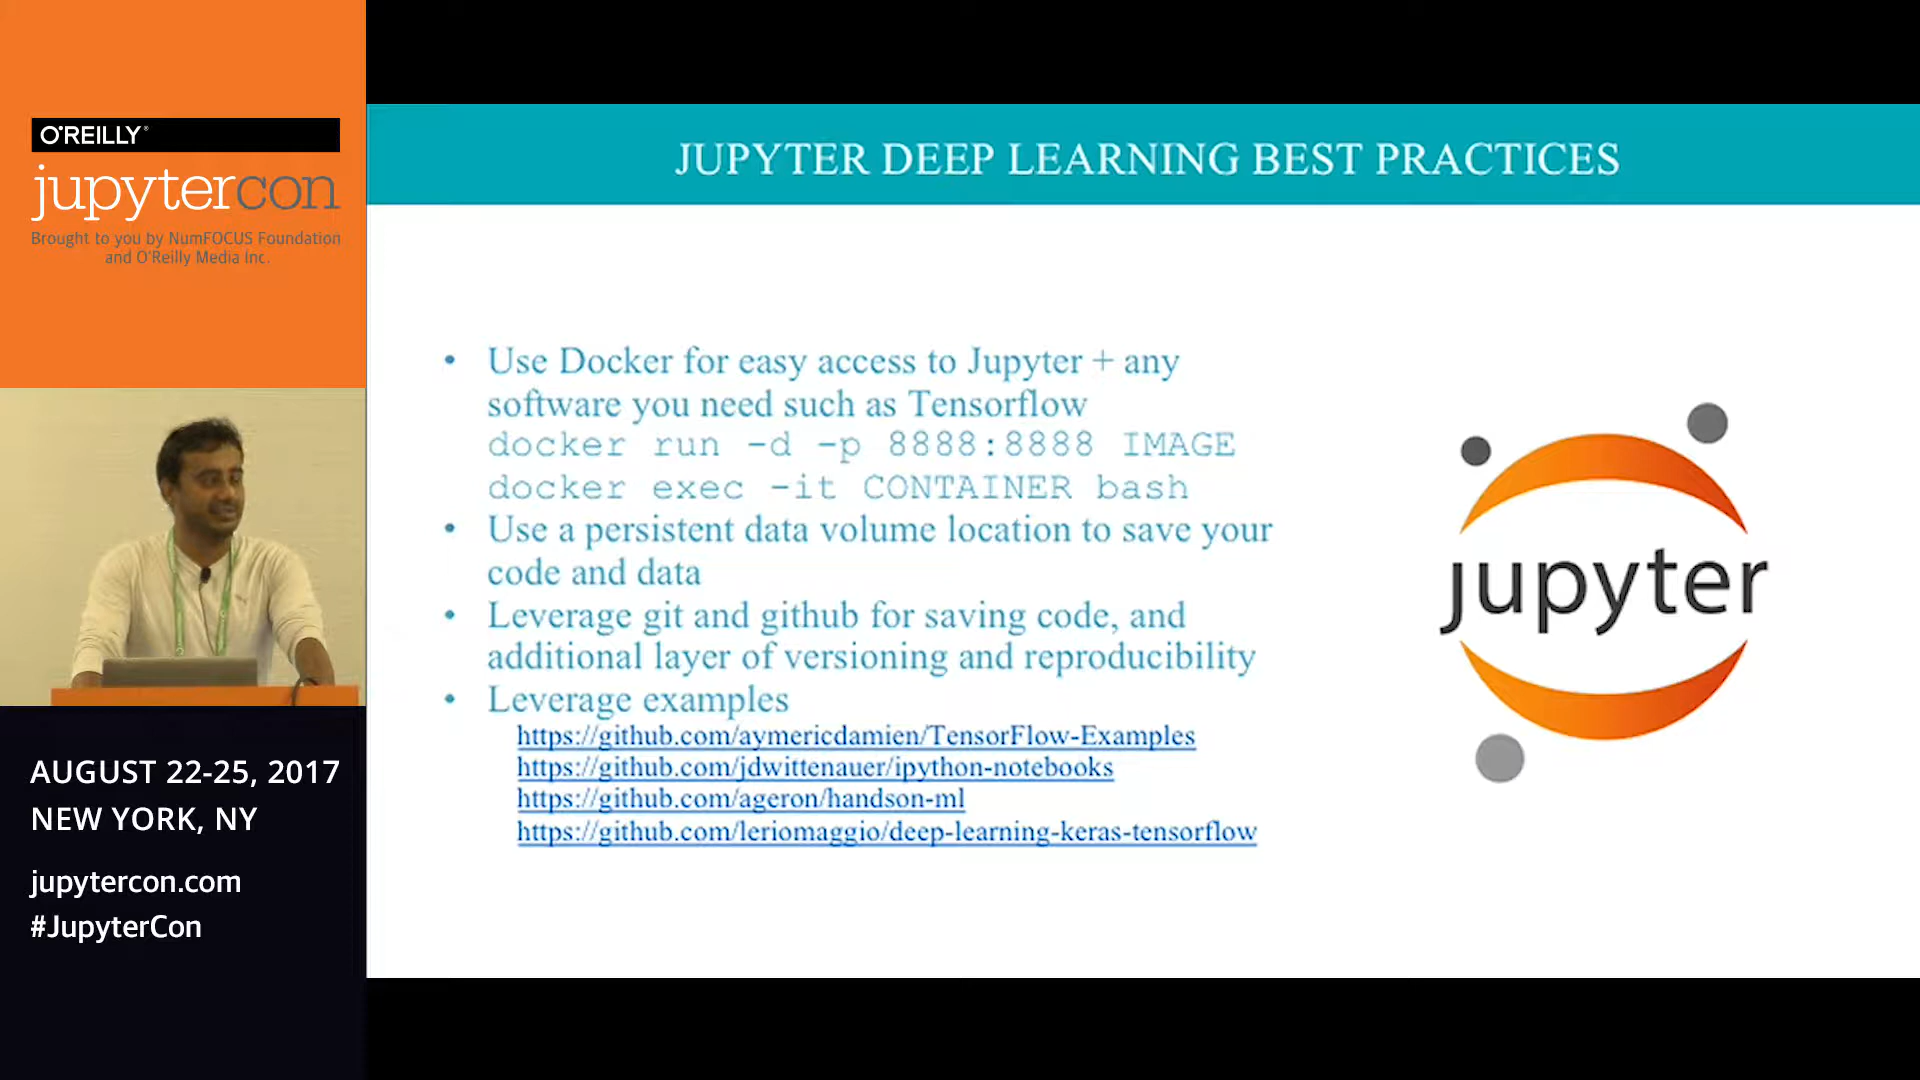 O'REILLY®
jupytercon
Brought to you by NumFOCUS Foundation
and O'Reilly Media Inc.
AUGUST 22-25, 2017
NEW YORK, NY
jupytercon.com
#JupyterCon
JUPYTER DEEP LEARNING BEST PRACTICES
• Use Docker for easy access to Jupyter + any
software you need such as Tensorflow
docker run -d -p 8888:8888 IMAGE
docker exec -it CONTAINER bash
• Use a persistent data volume location to save your
code and data
• Leverage git and github for saving code, and
additional layer of versioning and reproducibility
• Leverage examples
https://github.com/aymericdamien/TensorFlow-Examples
https://github.com/jdwittenauer/ipython-notebooks
https://github.com/ageron/handson-ml
https://github.com/leriomaggio/deep-learning-keras-tensorflow
jupyter